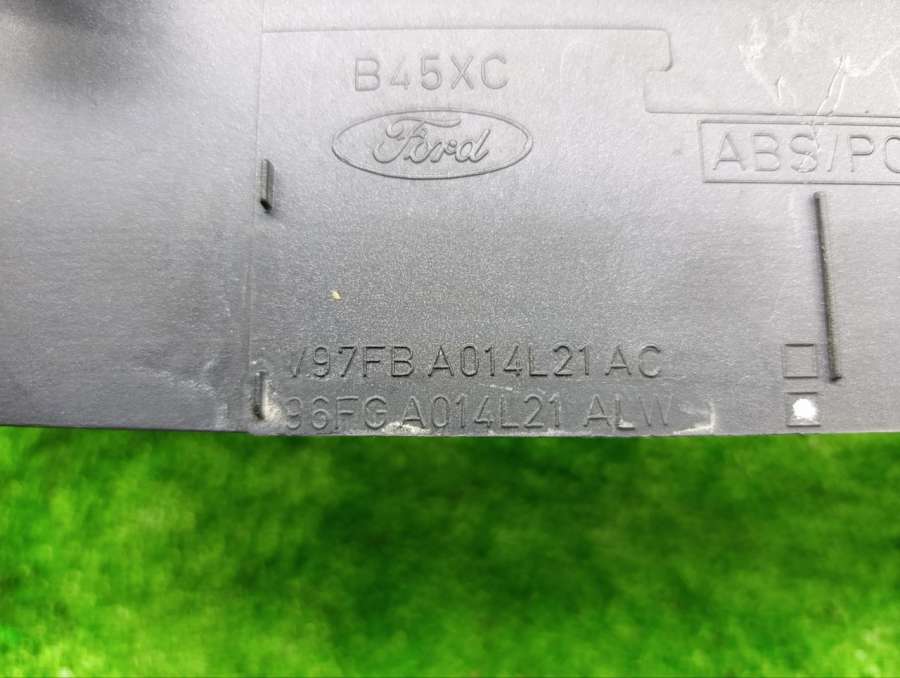 B45XC
Ford
ABS/PC
V97FB A014L21 AC
96FG A014L21 ALW